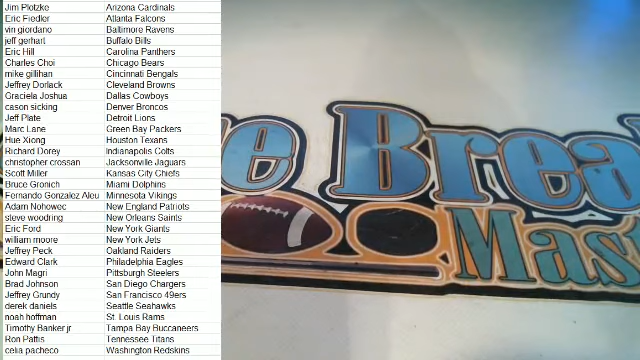 Jim Plotzke Arizona Cardinals
Eric Fiedler Atlanta Falcons
vin giordano Baltimore Ravens
jeff gerhart Buffalo Bills
Eric Hill Carolina Panthers
Charles Choi Chicago Bears
mike gillihan Cincinnati Bengals
Jeffrey Dorlack Cleveland Browns
Graciela Joshua Dallas Cowboys
cason sicking Denver Broncos
Jeff Plate Detroit Lions
Marc Lane Green Bay Packers
Hue Xiong Houston Texans
Richard Dorey Indianapolis Colts
christopher crossan Jacksonville Jaguars
Scott Miller Kansas City Chiefs
Bruce Gronich Miami Dolphins
Fernando Gonzalez Aleu Minnesota Vikings
Adam Nohowec New England Patriots
steve woodring New Orleans Saints
Eric Ford New York Giants
william moore New York Jets
Jeffrey Peck Oakland Raiders
Edward Clark Philadelphia Eagles
John Magri Pittsburgh Steelers
Brad Johnson San Diego Chargers
Jeffrey Grundy San Francisco 49ers
derek daniels Seattle Seahawks
noah hoffman St. Louis Rams
Timothy Banker jr Tampa Bay Buccaneers
Ron Pattis Tennessee Titans
celia pacheco Washington Redskins
e Brea
Mas